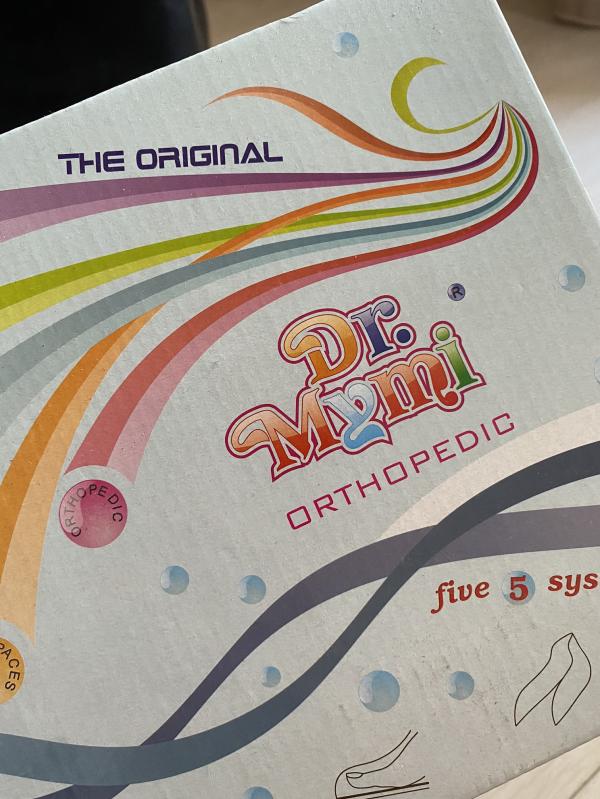 THE ORIGINAL
Dr.
®
Mymi
ORTHOPEDIC
ORTHOPEDIC
five 5 sys